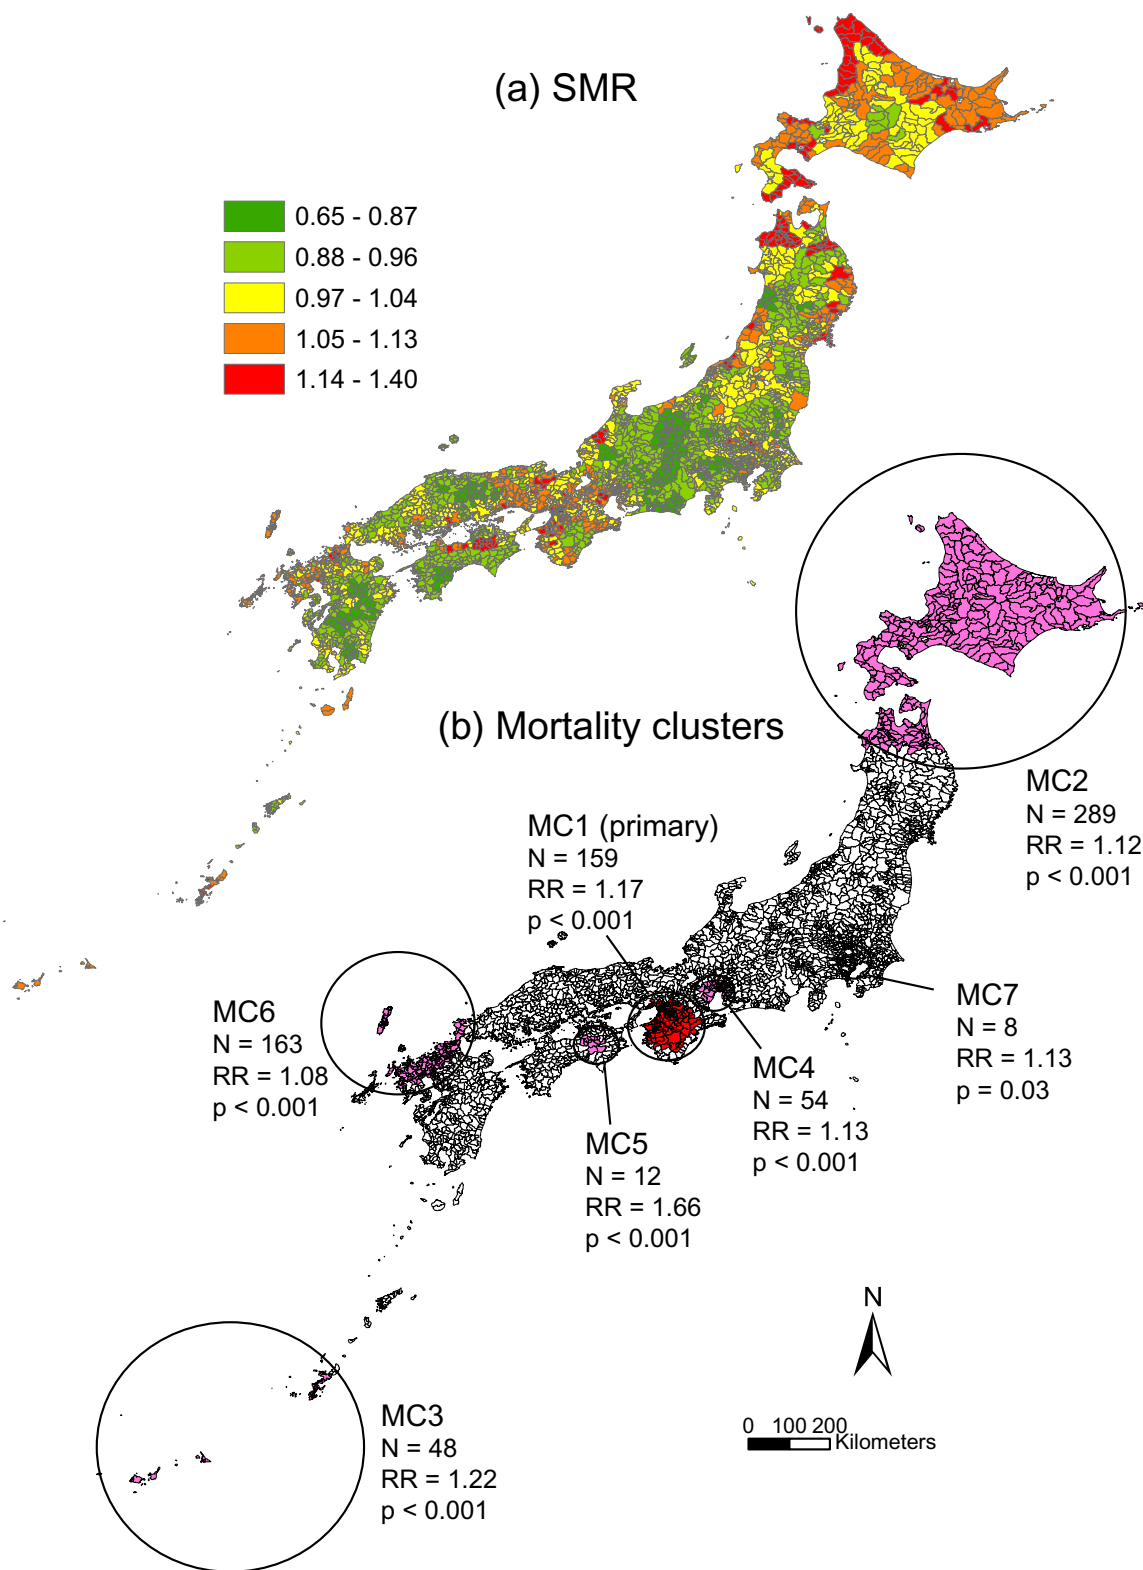 (a) SMR
0.65 - 0.87
0.88 - 0.96
0.97 - 1.04
1.05 - 1.13
1.14 - 1.40
(b) Mortality clusters
MC2
N = 289
RR = 1.12
p < 0.001
MC1 (primary)
N = 159
RR = 1.17
p < 0.001
MC7
N = 8
RR = 1.13
p = 0.03
MC6
N = 163
RR = 1.08
p < 0.001
MC4
N = 54
RR = 1.13
p < 0.001
MC5
N = 12
RR = 1.66
p < 0.001
N
0 100 200
Kilometers
MC3
N = 48
RR = 1.22
p < 0.001